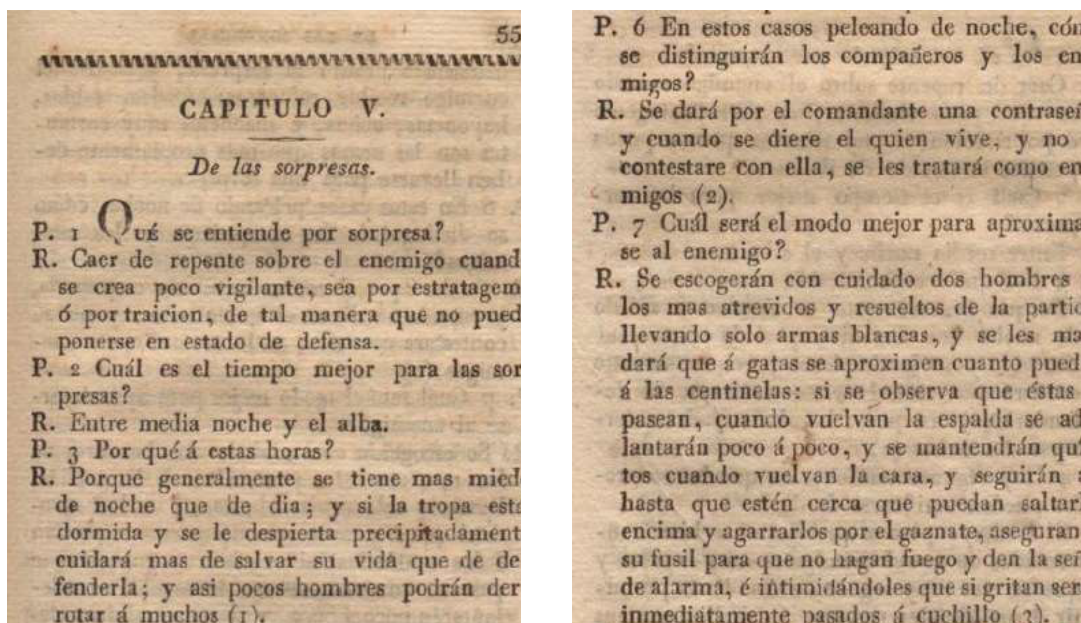 55
CAPITULO V.
De las sorpresas.
P. 1 QUÉ se entiende por sorpresa?
R. Caer de repente sobre el enemigo cuand
se crea poco vigilante, sea por estratagem
ó por traicion, de tal manera que no pued
ponerse en estado de defensa.
P. 2 Cuál es el tiempo mejor para las sor
presas?
R. Entre media noche y el alba.
P. 3 Por qué á estas horas?
R. Porque generalmente se tiene mas mied
de noche que de dia; y si la tropa está
dormida y se le despierta precipitadament
cuidará mas de salvar su vida que de de
fenderla; y asi pocos hombres podrán der
rotar á muchos (1).
P. 6 En estos casos peleando de noche, cóm
se distinguirán los compañeros y los en
migos?
R. Se dará por el comandante una contraseñ
y cuando se diere el quien vive, y no
contestare con ella, se les tratará como en
migos (2).
P. 7 Cuál será el modo mejor para aproxima
se al enemigo?
R. Se escogerán con cuidado dos hombres
los mas atrevidos y resueltos de la partid
llevando solo armas blancas, y se les ma
dará que á gatas se aproximen cuanto pued
á las centinelas: si se observa que éstas
pasean, cuando vuelvan la espalda se ad
lantarán poco á poco, y se mantendrán qui
tos cuando vuelvan la cara, y seguirán
hasta que estén cerca que puedan saltar
encima y agarrarlos por el gaznate, aseguran
su fusil para que no hagan fuego y den la señ
de alarma, é intimidándoles que si gritan ser
inmediatamente pasados á cuchillo (3).